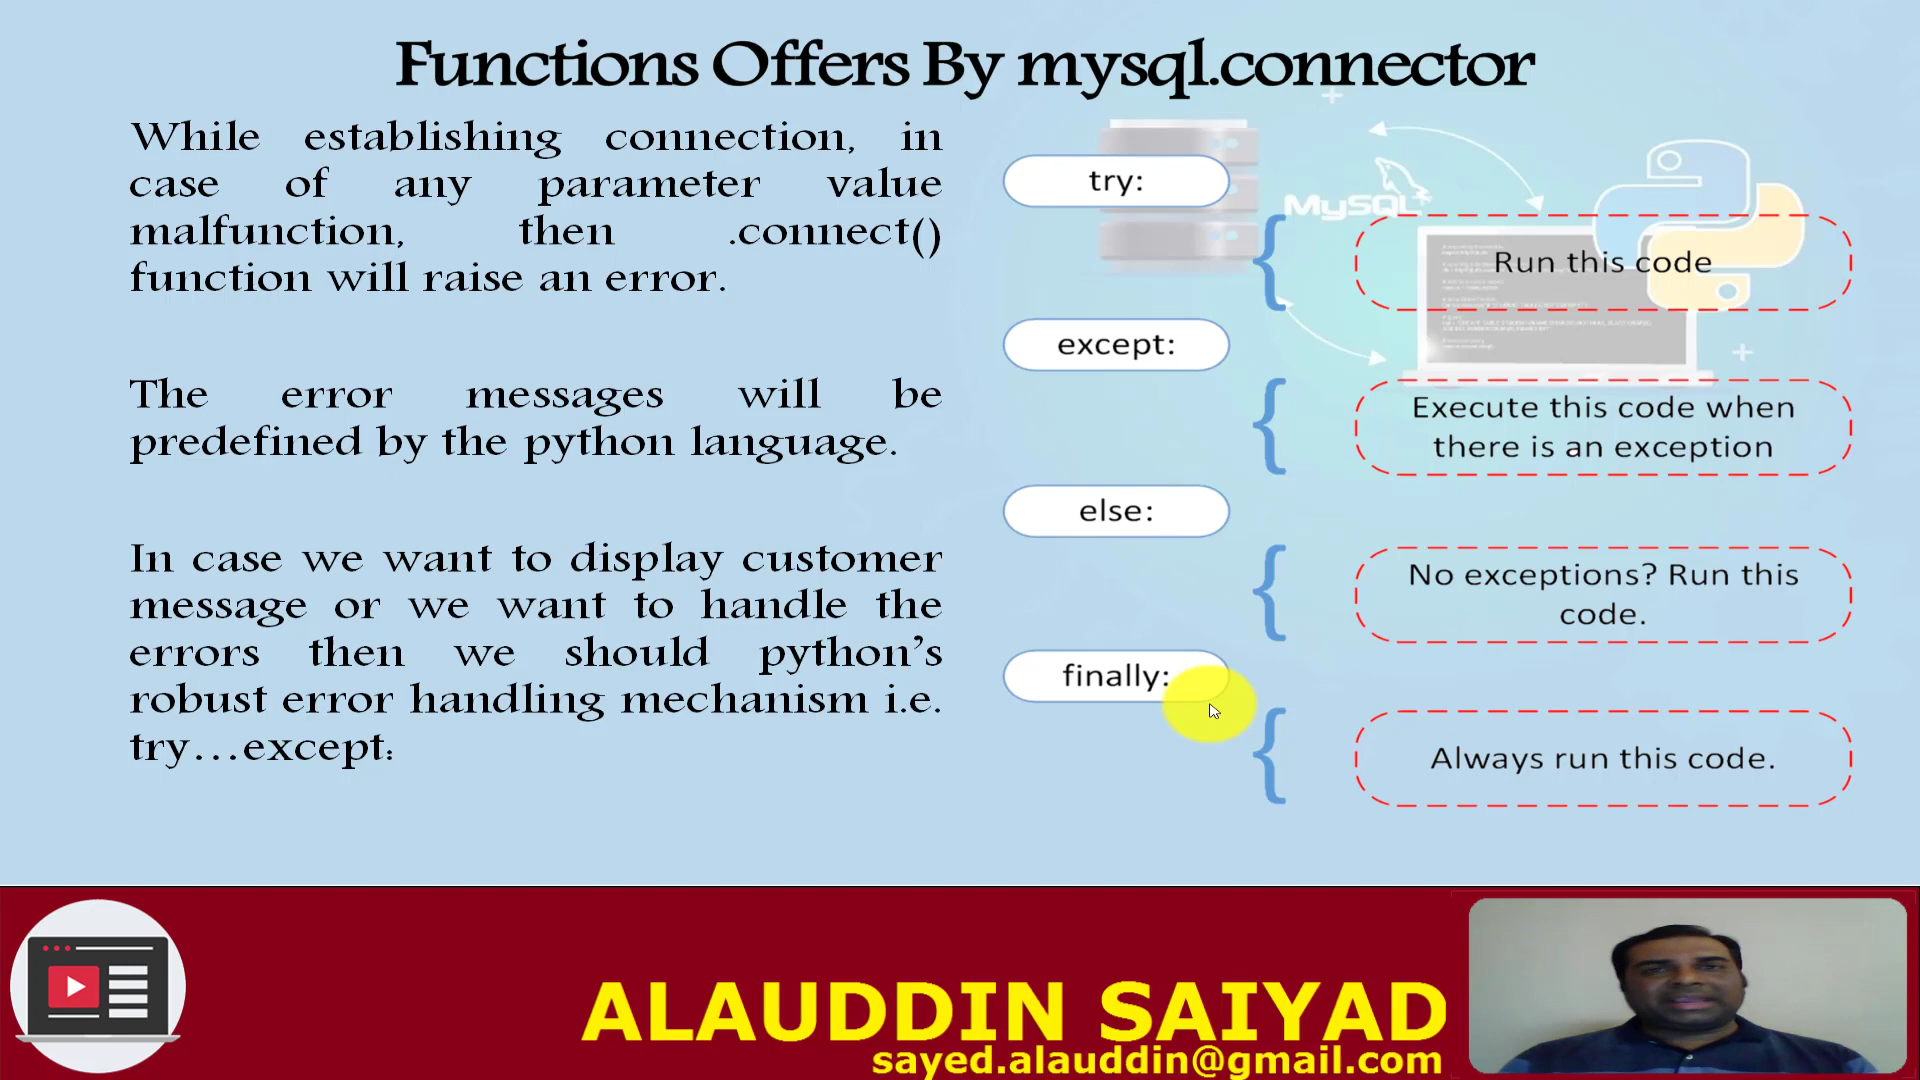 Functions Offers By mysql.connector
While establishing connection, in
case of any parameter value
malfunction, then .connect()
function will raise an error.
The error messages will be
predefined by the python language.
In case we want to display customer
message or we want to handle the
errors then we should python's
robust error handling mechanism i.e.
try...except:
try:
MySQL
Run this code
except:
Execute this code when
there is an exception
else:
No exceptions? Run this
code.
finally:
Always run this code.
ALAUDDIN SAIYAD
sayed.alauddin@gmail.com